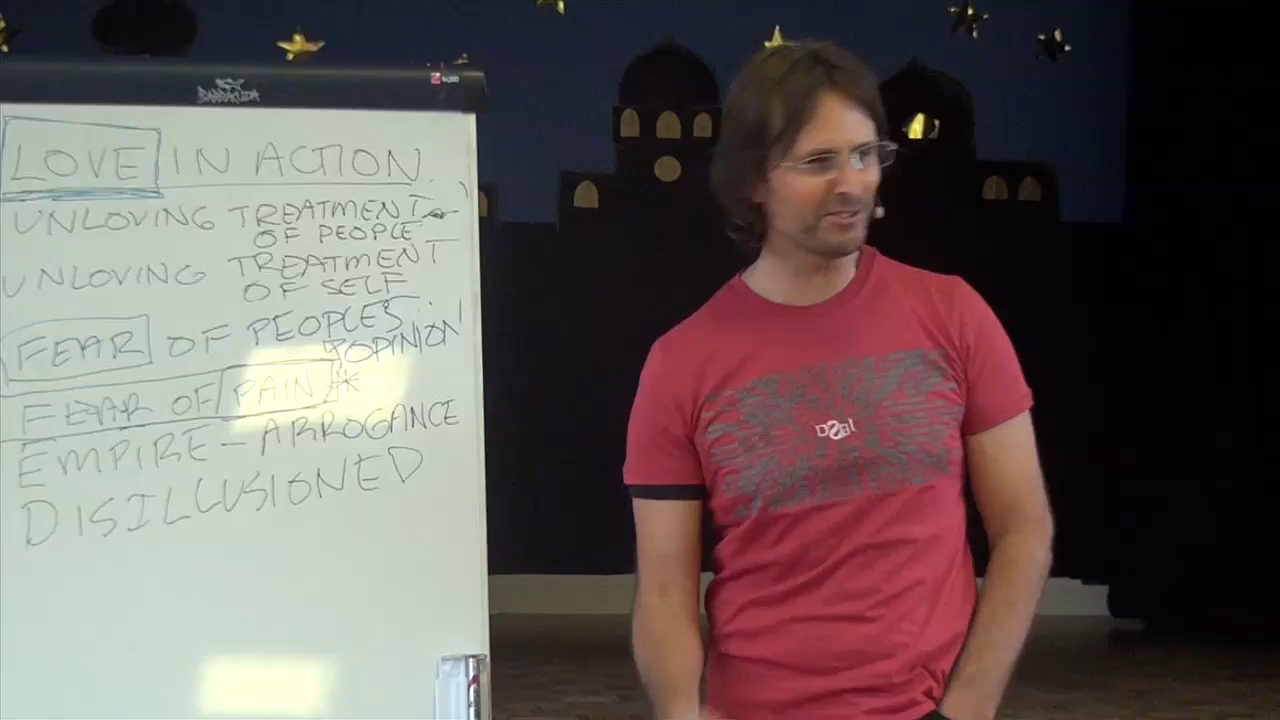 BARRACUDA
LOVE IN ACTION.
UNLOVING TREATMENT
OF PEOPLE
UNLOVING TREATMENT
OF SELF
FEAR OF PEOPLES
OPINION
FEAR OF PAIN *
EMPIRE - ARROGANCE
DISILLUSIONED